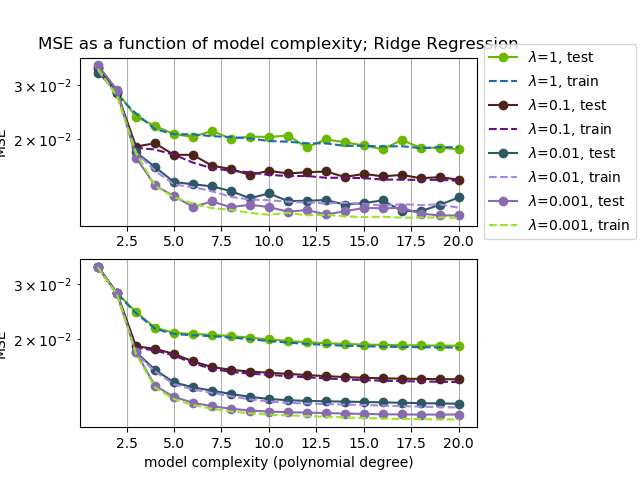 MSE as a function of model complexity; Ridge Regression
λ=1, test
λ=1, train
λ=0.1, test
λ=0.1, train
λ=0.01, test
λ=0.01, train
λ=0.001, test
λ=0.001, train
3 × 10⁻²
2 × 10⁻²
MSE
2.5 5.0 7.5 10.0 12.5 15.0 17.5 20.0
3 × 10⁻²
2 × 10⁻²
MSE
2.5 5.0 7.5 10.0 12.5 15.0 17.5 20.0
model complexity (polynomial degree)